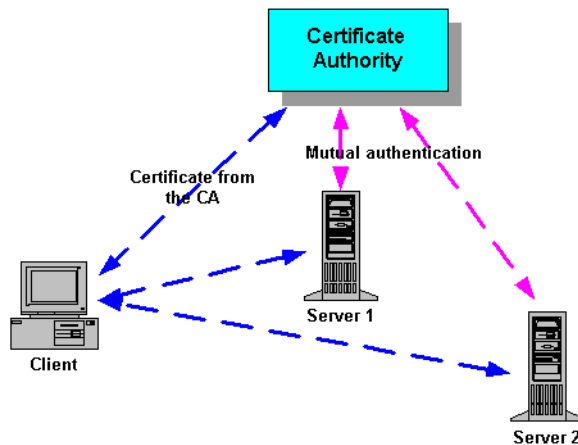 Certificate
Authority
Mutual authentication
Certificate from
the CA
Server 1
Client
Server 2